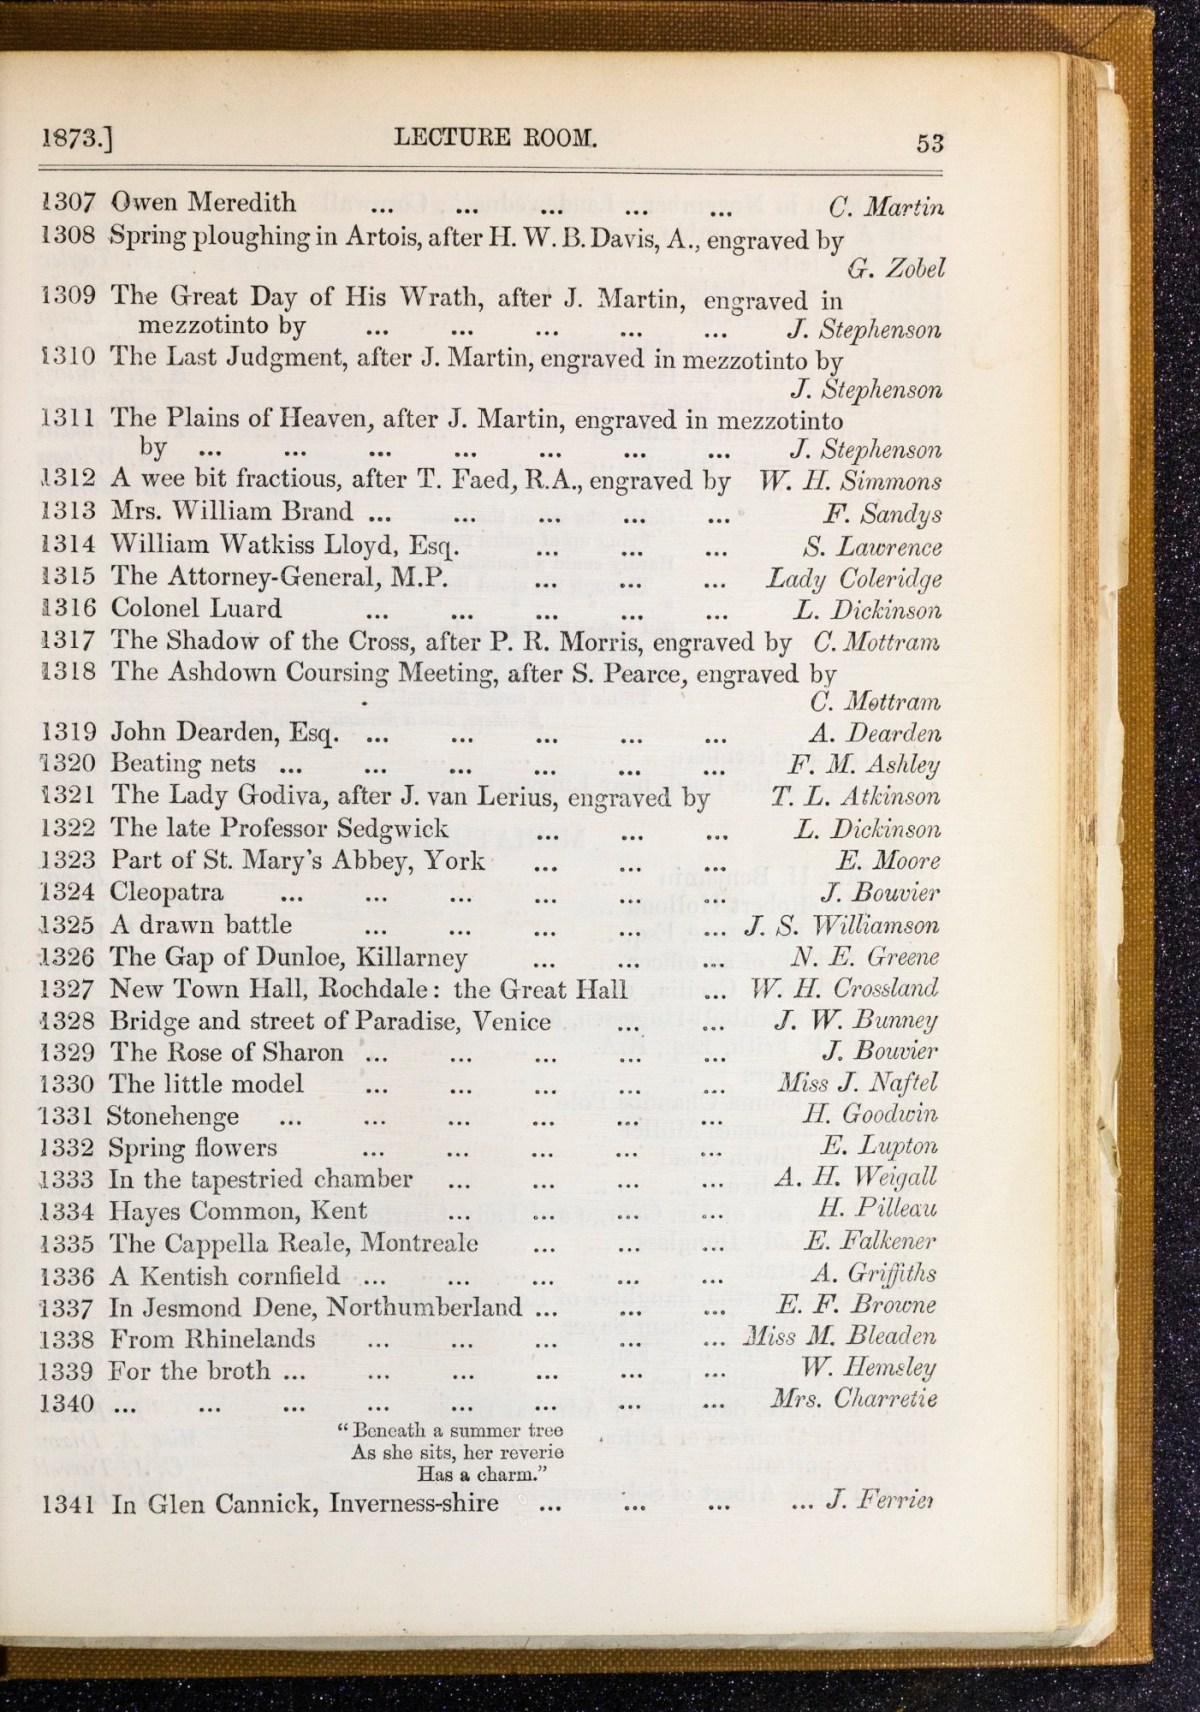 1873.] LECTURE ROOM. 53
1307 Owen Meredith ... ... ... ... ... C. Martin
1308 Spring ploughing in Artois, after H. W. B. Davis, A., engraved by
G. Zobel
1309 The Great Day of His Wrath, after J. Martin, engraved in
mezzotinto by ... ... ... ... ... J. Stephenson
1310 The Last Judgment, after J. Martin, engraved in mezzotinto by
J. Stephenson
1311 The Plains of Heaven, after J. Martin, engraved in mezzotinto
by ... ... ... ... ... ... ... J. Stephenson
1312 A wee bit fractious, after T. Faed, R.A., engraved by W. H. Simmons
1313 Mrs. William Brand ... ... ... ... ... F. Sandys
1314 William Watkiss Lloyd, Esq. ... ... ... S. Lawrence
1315 The Attorney-General, M.P. ... ... ... Lady Coleridge
1316 Colonel Luard ... ... ... ... ... L. Dickinson
1317 The Shadow of the Cross, after P. R. Morris, engraved by C. Mottram
1318 The Ashdown Coursing Meeting, after S. Pearce, engraved by
C. Mottram
1319 John Dearden, Esq. ... ... ... ... ... A. Dearden
1320 Beating nets ... ... ... ... ... ... F. M. Ashley
1321 The Lady Godiva, after J. van Lerius, engraved by T. L. Atkinson
1322 The late Professor Sedgwick ... ... ... L. Dickinson
1323 Part of St. Mary's Abbey, York ... ... ... E. Moore
1324 Cleopatra ... ... ... ... ... ... J. Bouvier
1325 A drawn battle ... ... ... ... ... J. S. Williamson
1326 The Gap of Dunloe, Killarney ... ... ... N. E. Greene
1327 New Town Hall, Rochdale: the Great Hall ... W. H. Crossland
1328 Bridge and street of Paradise, Venice ... ... J. W. Bunney
1329 The Rose of Sharon ... ... ... ... ... J. Bouvier
1330 The little model ... ... ... ... ... Miss J. Naftel
1331 Stonehenge ... ... ... ... ... ... H. Goodwin
1332 Spring flowers ... ... ... ... ... E. Lupton
1333 In the tapestried chamber ... ... ... ... A. H. Weigall
1334 Hayes Common, Kent ... ... ... ... H. Pilleau
1335 The Cappella Reale, Montreale ... ... ... E. Falkener
1336 A Kentish cornfield ... ... ... ... ... A. Griffiths
1337 In Jesmond Dene, Northumberland ... ... ... E. F. Browne
1338 From Rhinelands ... ... ... ... ... Miss M. Bleaden
1339 For the broth ... ... ... ... ... ... W. Hemsley
1340 ... ... ... ... ... ... ... ... Mrs. Charretie
"Beneath a summer tree
As she sits, her reverie
Has a charm."
1341 In Glen Cannick, Inverness-shire ... ... ... ... J. Ferrier